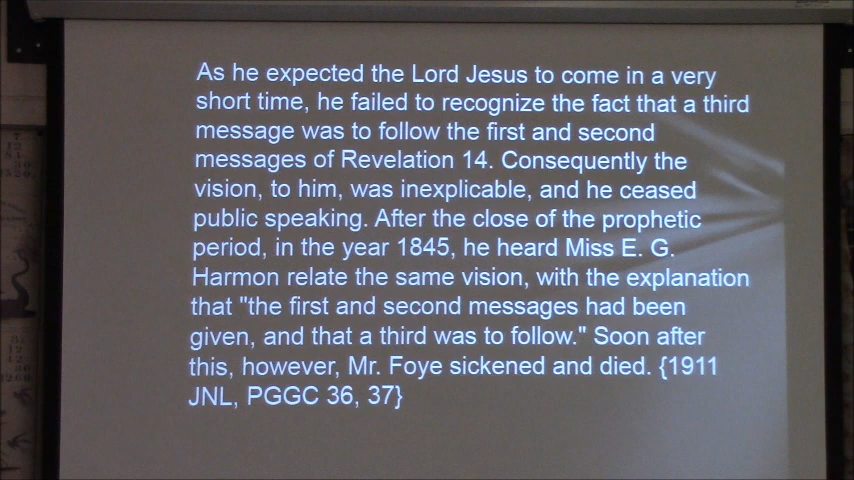 As he expected the Lord Jesus to come in a very
short time, he failed to recognize the fact that a third
message was to follow the first and second
messages of Revelation 14. Consequently the
vision, to him, was inexplicable, and he ceased
public speaking. After the close of the prophetic
period, in the year 1845, he heard Miss E. G.
Harmon relate the same vision, with the explanation
that "the first and second messages had been
given, and that a third was to follow." Soon after
this, however, Mr. Foye sickened and died. {1911
JNL, PGGC 36, 37}